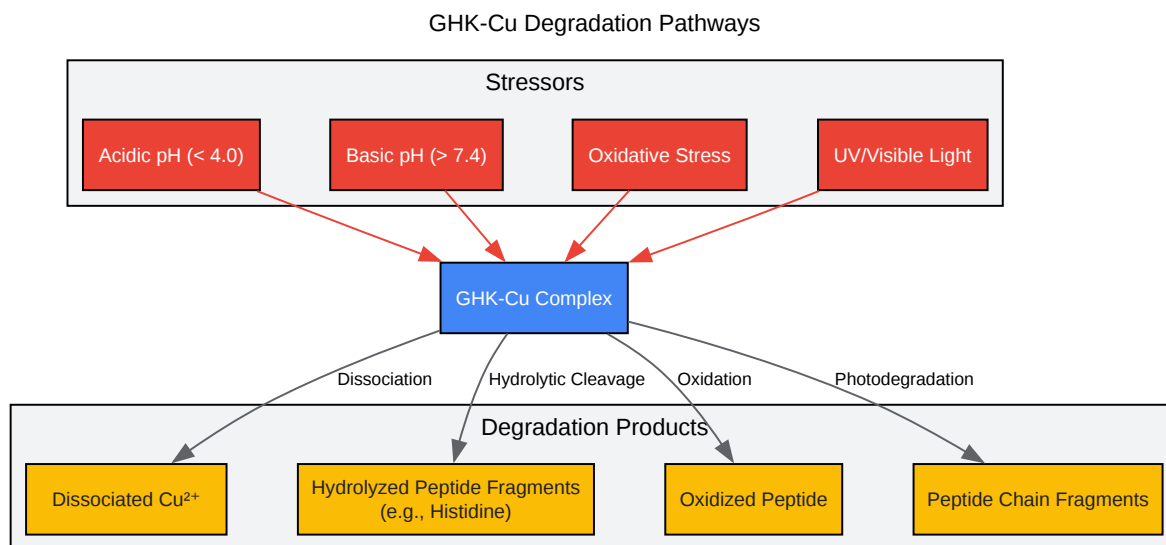 GHK-Cu Degradation Pathways
Stressors
Acidic pH (< 4.0)
Basic pH (> 7.4)
Oxidative Stress
UV/Visible Light
GHK-Cu Complex
Dissociation
Hydrolytic Cleavage
Oxidation
Photodegradation
Degradation Products
Dissociated Cu²⁺
Hydrolyzed Peptide Fragments
(e.g., Histidine)
Oxidized Peptide
Peptide Chain Fragments